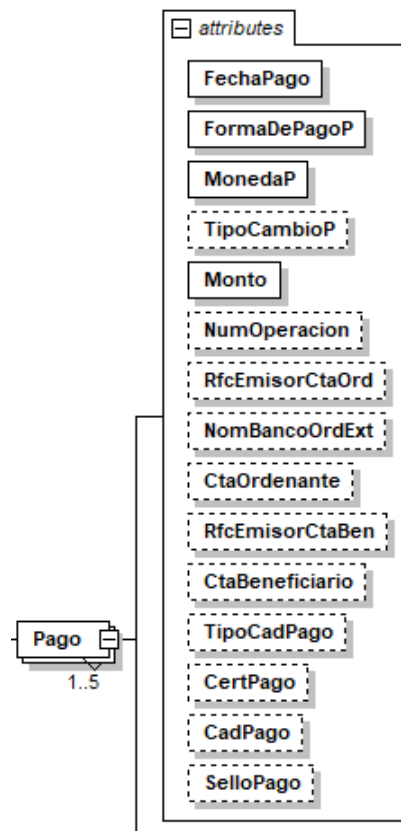 attributes
FechaPago
FormaDePagoP
MonedaP
TipoCambioP
Monto
NumOperacion
RfcEmisorCtaOrd
NomBancoOrdExt
CtaOrdenante
RfcEmisorCtaBen
CtaBeneficiario
TipoCadPago
CertPago
CadPago
SelloPago
Pago
1..5